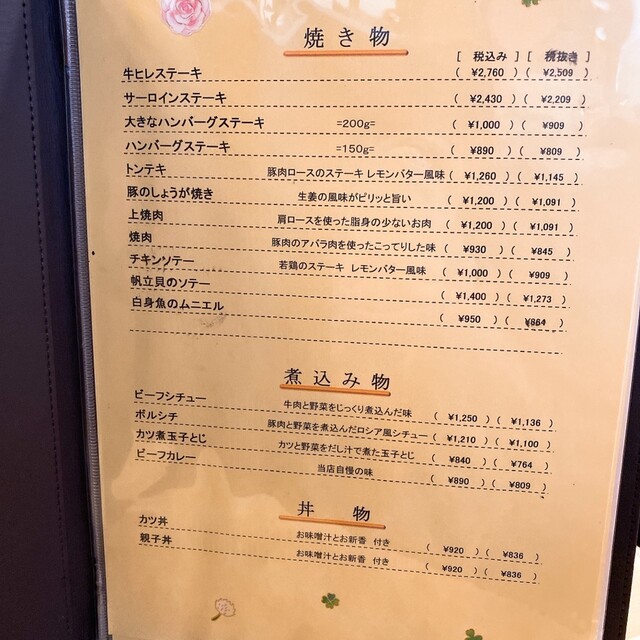 焼き物
[ 税込み ] [ 税抜き ]
牛ヒレステーキ ( ¥2,760 ) ( ¥2,509 )
サーロインステーキ ( ¥2,430 ) ( ¥2,209 )
大きなハンバーグステーキ =200g= ( ¥1,000 ) ( ¥909 )
ハンバーグステーキ =150g= ( ¥890 ) ( ¥809 )
トンテキ 豚肉ロースのステーキ レモンバター風味 ( ¥1,260 ) ( ¥1,145 )
豚のしょうが焼き 生姜の風味がピリッと旨い ( ¥1,200 ) ( ¥1,091 )
上焼肉 肩ロースを使った脂身の少ないお肉 ( ¥1,200 ) ( ¥1,091 )
焼肉 豚肉のアバラ肉を使ったこってりした味 ( ¥930 ) ( ¥845 )
チキンソテー 若鶏のステーキ レモンバター風味 ( ¥1,000 ) ( ¥909 )
帆立貝のソテー ( ¥1,400 ) ( ¥1,273 )
白身魚のムニエル ( ¥950 ) ( ¥864 )
煮込み物
ビーフシチュー 牛肉と野菜をじっくり煮込んだ味 ( ¥1,250 ) ( ¥1,136 )
ボルシチ 豚肉と野菜を煮込んだロシア風シチュー ( ¥1,210 ) ( ¥1,100 )
カツ煮玉子とじ カツと野菜をだし汁で煮た玉子とじ ( ¥840 ) ( ¥764 )
ビーフカレー 当店自慢の味 ( ¥890 ) ( ¥809 )
丼 物
カツ丼 お味噌汁とお新香 付き ( ¥920 ) ( ¥836 )
親子丼 お味噌汁とお新香 付き ( ¥920 ) ( ¥836 )